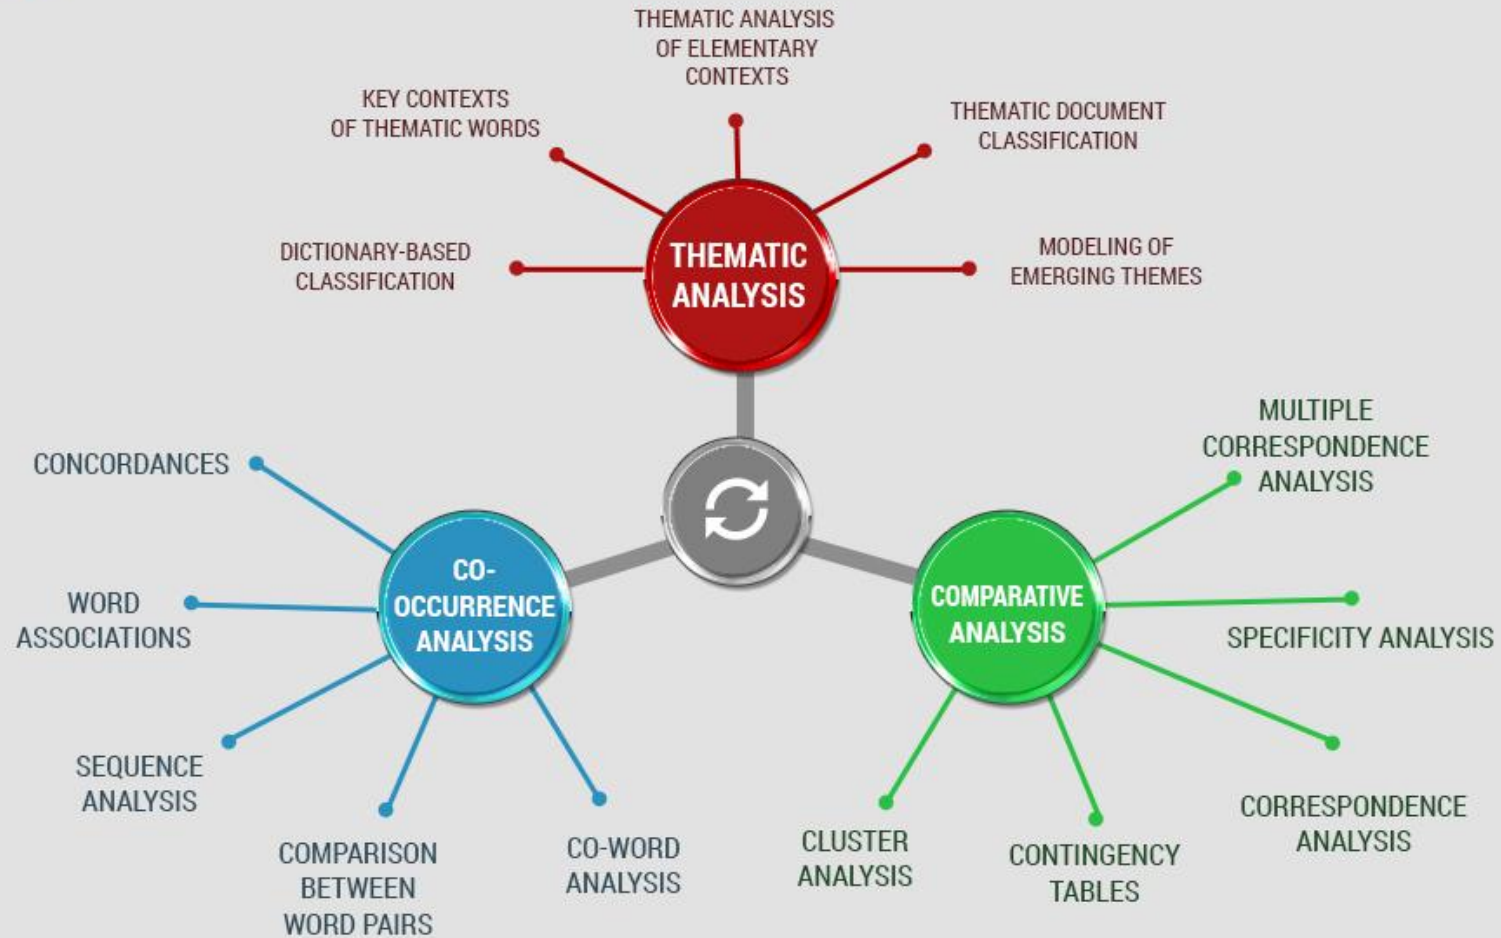 THEMATIC ANALYSIS
OF ELEMENTARY
CONTEXTS
KEY CONTEXTS
OF THEMATIC WORDS
THEMATIC DOCUMENT
CLASSIFICATION
DICTIONARY-BASED
CLASSIFICATION
THEMATIC
ANALYSIS
MODELING OF
EMERGING THEMES
CONCORDANCES
WORD
ASSOCIATIONS
SEQUENCE
ANALYSIS
COMPARISON
BETWEEN
WORD PAIRS
CO-WORD
ANALYSIS
CO-
OCCURRENCE
ANALYSIS
COMPARATIVE
ANALYSIS
MULTIPLE
CORRESPONDENCE
ANALYSIS
SPECIFICITY ANALYSIS
CORRESPONDENCE
ANALYSIS
CONTINGENCY
TABLES
CLUSTER
ANALYSIS